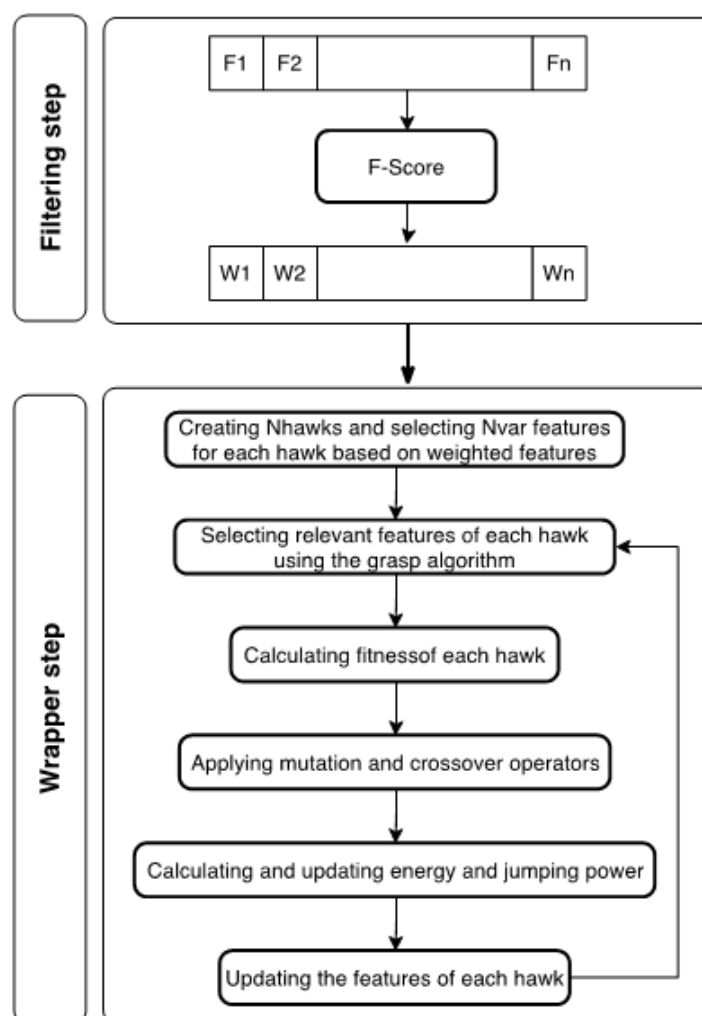 Filtering step
F1 F2 Fn
F-Score
W1 W2 Wn
Wrapper step
Creating Nhawks and selecting Nvar features
for each hawk based on weighted features
Selecting relevant features of each hawk
using the grasp algorithm
Calculating fitnessof each hawk
Applying mutation and crossover operators
Calculating and updating energy and jumping power
Updating the features of each hawk